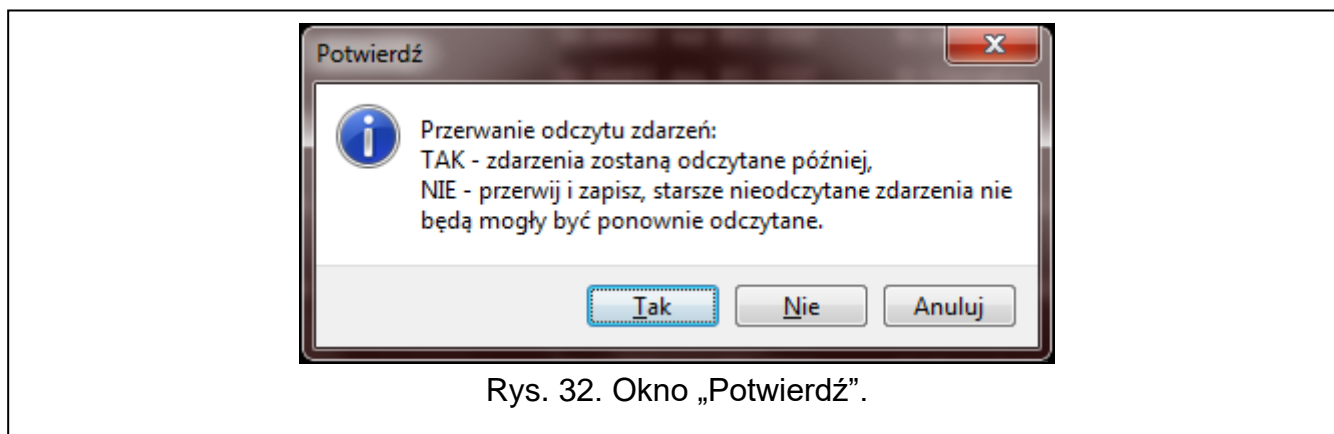 Potwierdź
Przerwanie odczytu zdarzeń:
TAK - zdarzenia zostaną odczytane później,
NIE - przerwij i zapisz, starsze nieodczytane zdarzenia nie
będą mogły być ponownie odczytane.
Tak Nie Anuluj
Rys. 32. Okno „Potwierdź”.